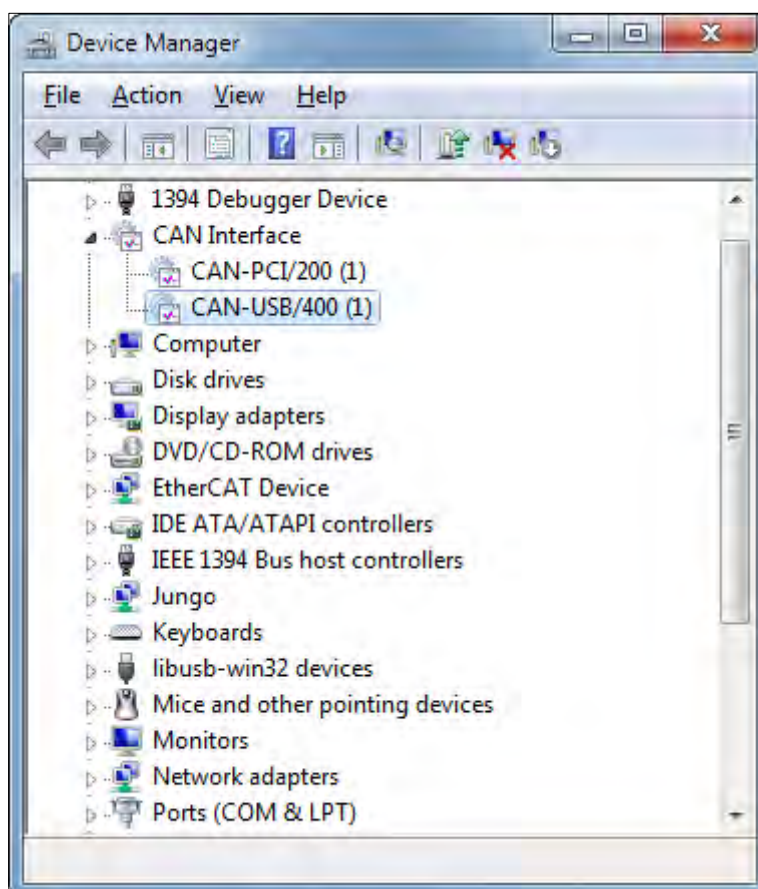 Device Manager
File Action View Help
1394 Debugger Device
CAN Interface
CAN-PCI/200 (1)
CAN-USB/400 (1)
Computer
Disk drives
Display adapters
DVD/CD-ROM drives
EtherCAT Device
IDE ATA/ATAPI controllers
IEEE 1394 Bus host controllers
Jungo
Keyboards
libusb-win32 devices
Mice and other pointing devices
Monitors
Network adapters
Ports (COM & LPT)